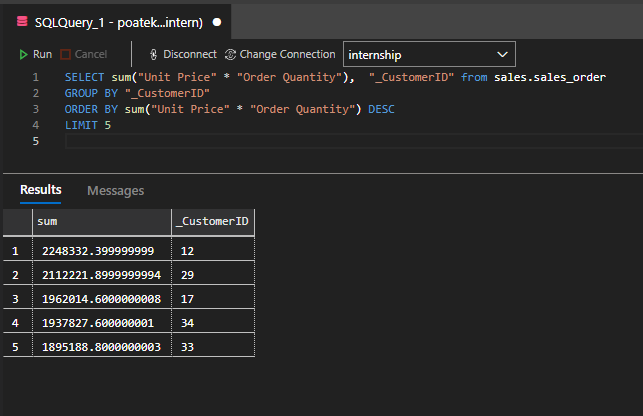 SQLQuery_1 - poatek...intern)
Run Cancel Disconnect Change Connection internship
1 SELECT sum("Unit Price" * "Order Quantity"), "_CustomerID" from sales.sales_order
2 GROUP BY "_CustomerID"
3 ORDER BY sum("Unit Price" * "Order Quantity") DESC
4 LIMIT 5
5
Results Messages
sum _CustomerID
1 2248332.399999999 12
2 2112221.8999999994 29
3 1962014.6000000008 17
4 1937827.600000001 34
5 1895188.8000000003 33